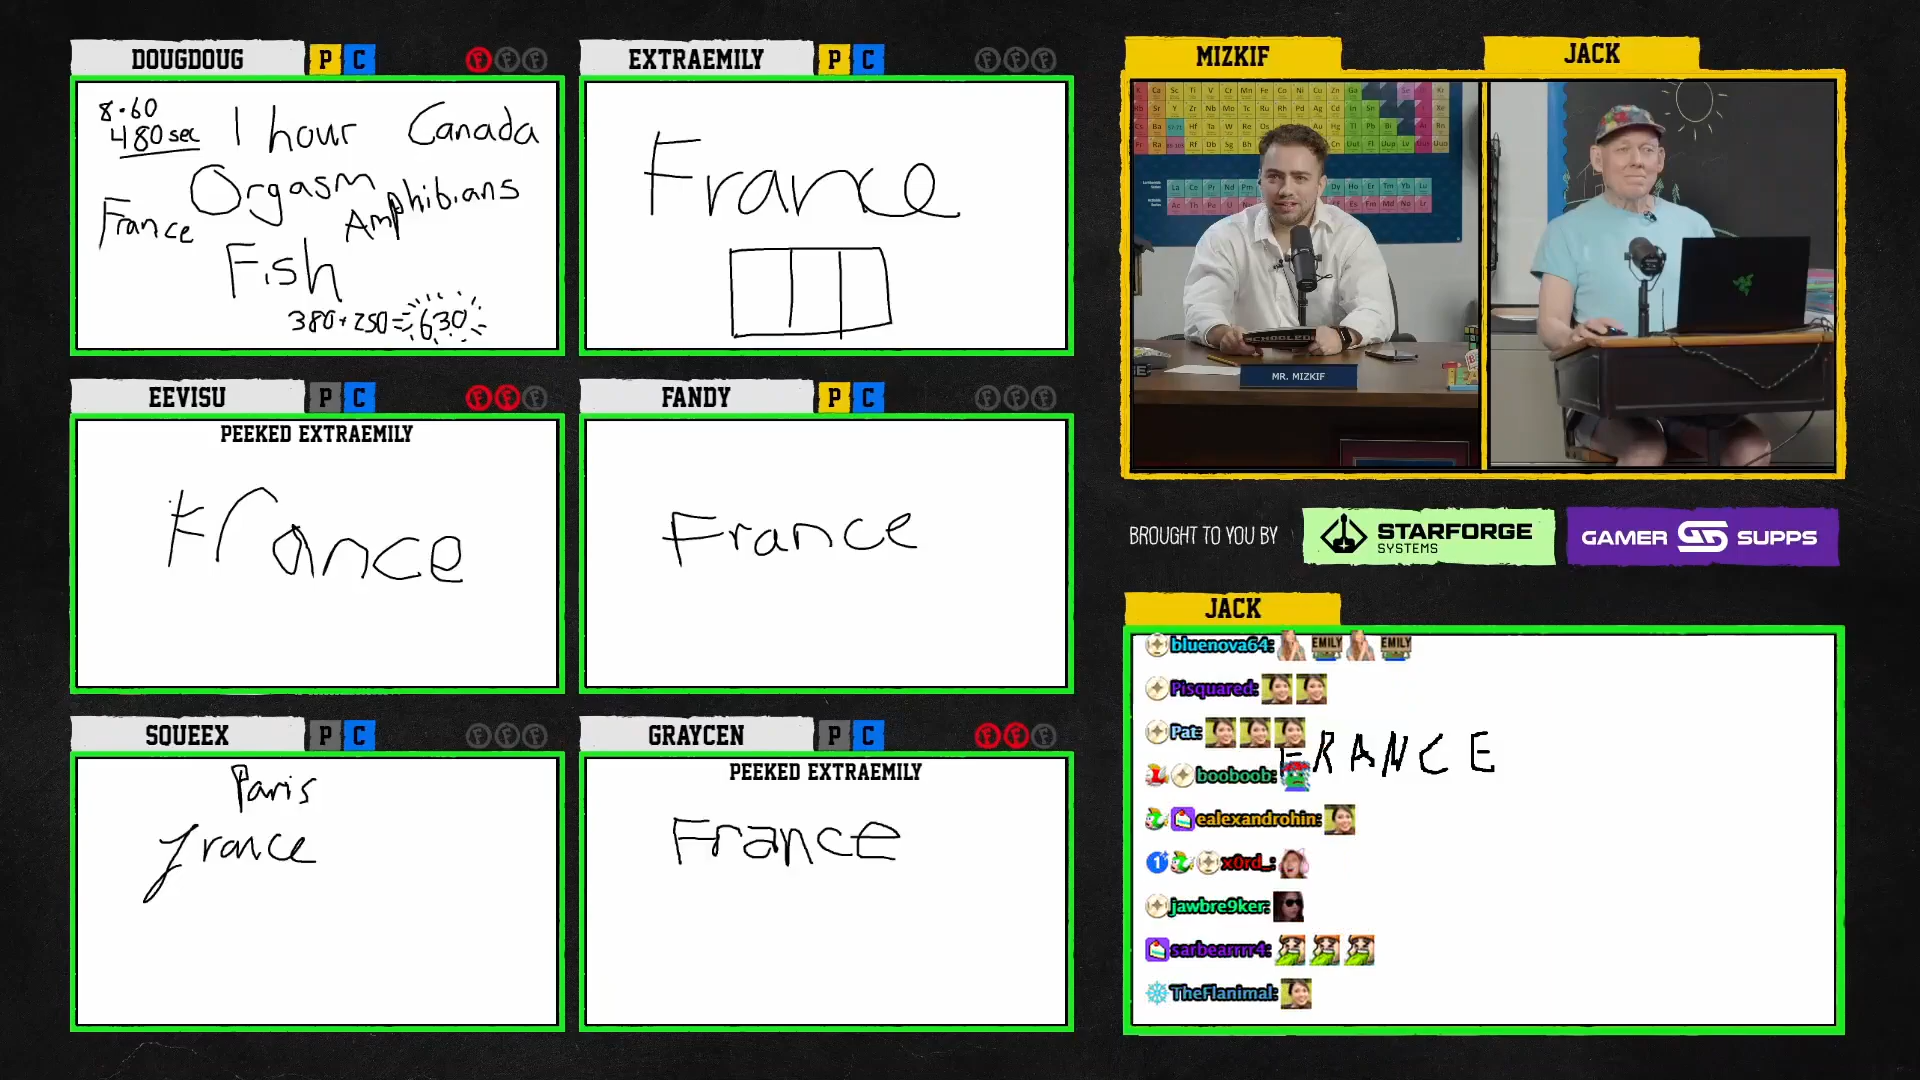 DOUGDOUG P C F F F
8·60
480 sec
1 hour
Canada
Orgasm
Amphibians
France
Fish
380+250=630
EXTRAEMILY P C F F F
France
EEVISU P C F F F
PEEKED EXTRAEMILY
France
FANDY P C F F F
France
SQUEEX P C F F F
Paris
france
GRAYCEN P C F F F
PEEKED EXTRAEMILY
France
MIZKIF
JACK
MR. MIZKIF
BROUGHT TO YOU BY
STARFORGE
SYSTEMS
GAMER SUPPS
JACK
bluenova64: EMILY EMILY
Pisquared:
Pat:
FRANCE
booboob:
ealexandrohin:
x0rd_:
jawbre9ker:
sarbearrrr4:
TheFlanimal: